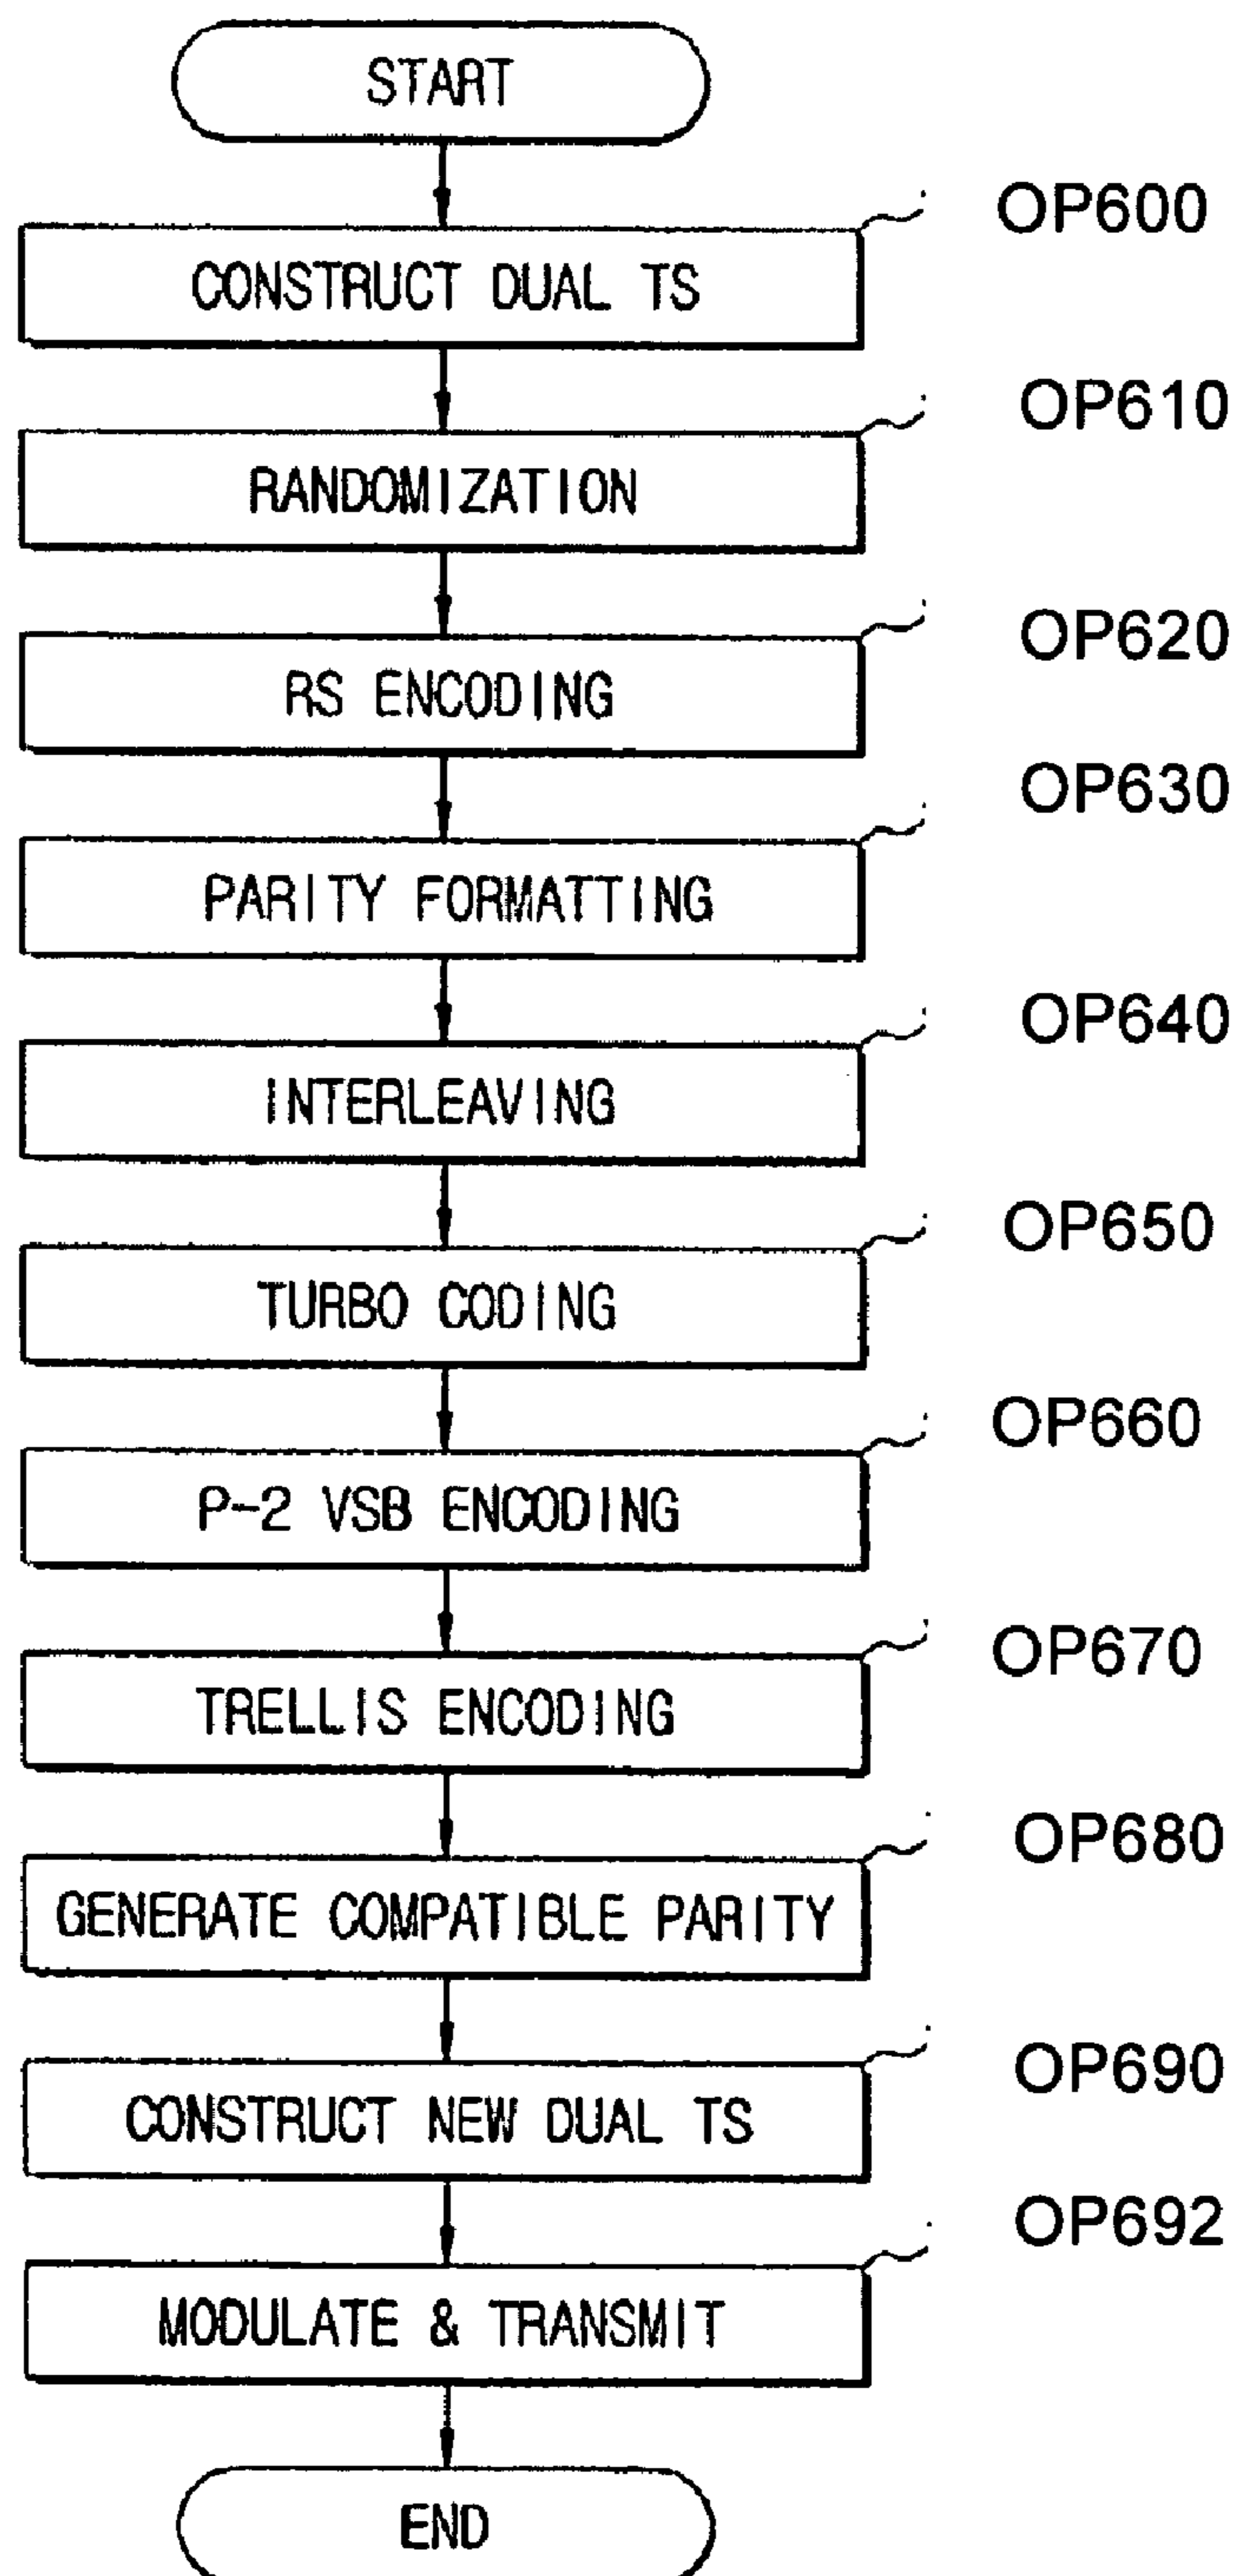 START
OP600
CONSTRUCT DUAL TS
OP610
RANDOMIZATION
OP620
RS ENCODING
OP630
PARITY FORMATTING
OP640
INTERLEAVING
OP650
TURBO CODING
OP660
P-2 VSB ENCODING
OP670
TRELLIS ENCODING
OP680
GENERATE COMPATIBLE PARITY
OP690
CONSTRUCT NEW DUAL TS
OP692
MODULATE & TRANSMIT
END